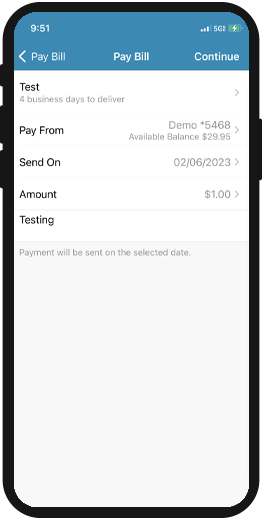 9:51
5G
Pay Bill
Pay Bill
Continue
Test
4 business days to deliver
Pay From
Demo *5468
Available Balance $29.95
Send On
02/06/2023
Amount
$1.00
Testing
Payment will be sent on the selected date.